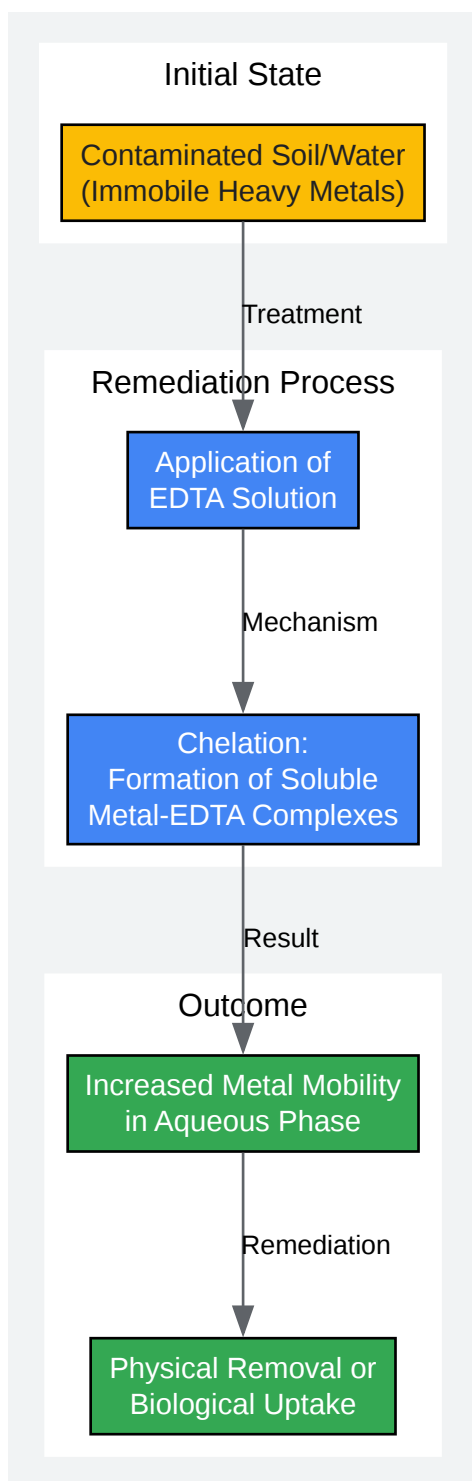 Initial State
Contaminated Soil/Water
(Immobile Heavy Metals)
Treatment
Remediation Process
Application of
EDTA Solution
Mechanism
Chelation:
Formation of Soluble
Metal-EDTA Complexes
Result
Outcome
Increased Metal Mobility
in Aqueous Phase
Remediation
Physical Removal or
Biological Uptake